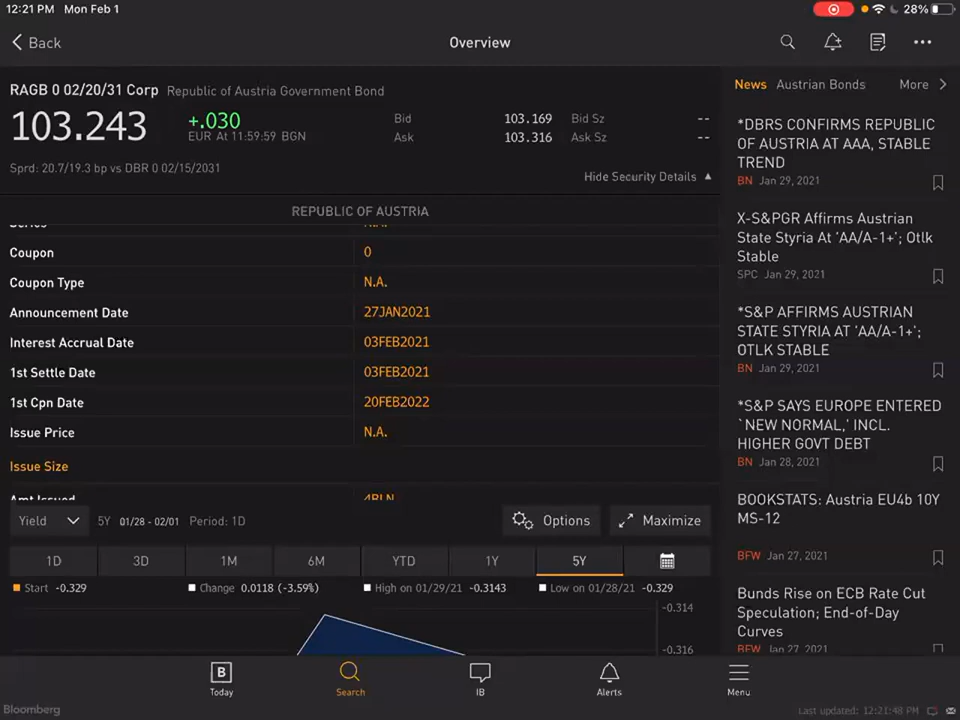 12:21 PM Mon Feb 1
28%
Back
Overview
RAGB 0 02/20/31 Corp Republic of Austria Government Bond
103.243
+.030
EUR At 11:59:59 BGN
Bid 103.169 Bid Sz --
Ask 103.316 Ask Sz --
Sprd: 20.7/19.3 bp vs DBR 0 02/15/2031
Hide Security Details
REPUBLIC OF AUSTRIA
Series N.A.
Coupon 0
Coupon Type N.A.
Announcement Date 27JAN2021
Interest Accrual Date 03FEB2021
1st Settle Date 03FEB2021
1st Cpn Date 20FEB2022
Issue Price N.A.
Issue Size
Amt Issued 4BLN
Yield 5Y 01/28 - 02/01 Period: 1D
Options
Maximize
1D 3D 1M 6M YTD 1Y 5Y
Start -0.329 Change 0.0118 (-3.59%) High on 01/29/21 -0.3143 Low on 01/28/21 -0.329
-0.314
-0.316
News Austrian Bonds More
*DBRS CONFIRMS REPUBLIC
OF AUSTRIA AT AAA, STABLE
TREND
BN Jan 29, 2021
X-S&PGR Affirms Austrian
State Styria At 'AA/A-1+'; Otlk
Stable
SPC Jan 29, 2021
*S&P AFFIRMS AUSTRIAN
STATE STYRIA AT 'AA/A-1+';
OTLK STABLE
BN Jan 29, 2021
*S&P SAYS EUROPE ENTERED
`NEW NORMAL,' INCL.
HIGHER GOVT DEBT
BN Jan 28, 2021
BOOKSTATS: Austria EU4b 10Y
MS-12
BFW Jan 27, 2021
Bunds Rise on ECB Rate Cut
Speculation; End-of-Day
Curves
BFW Jan 27, 2021
B
Today
Search
IB
Alerts
Menu
Bloomberg
Last updated: 12:21:48 PM